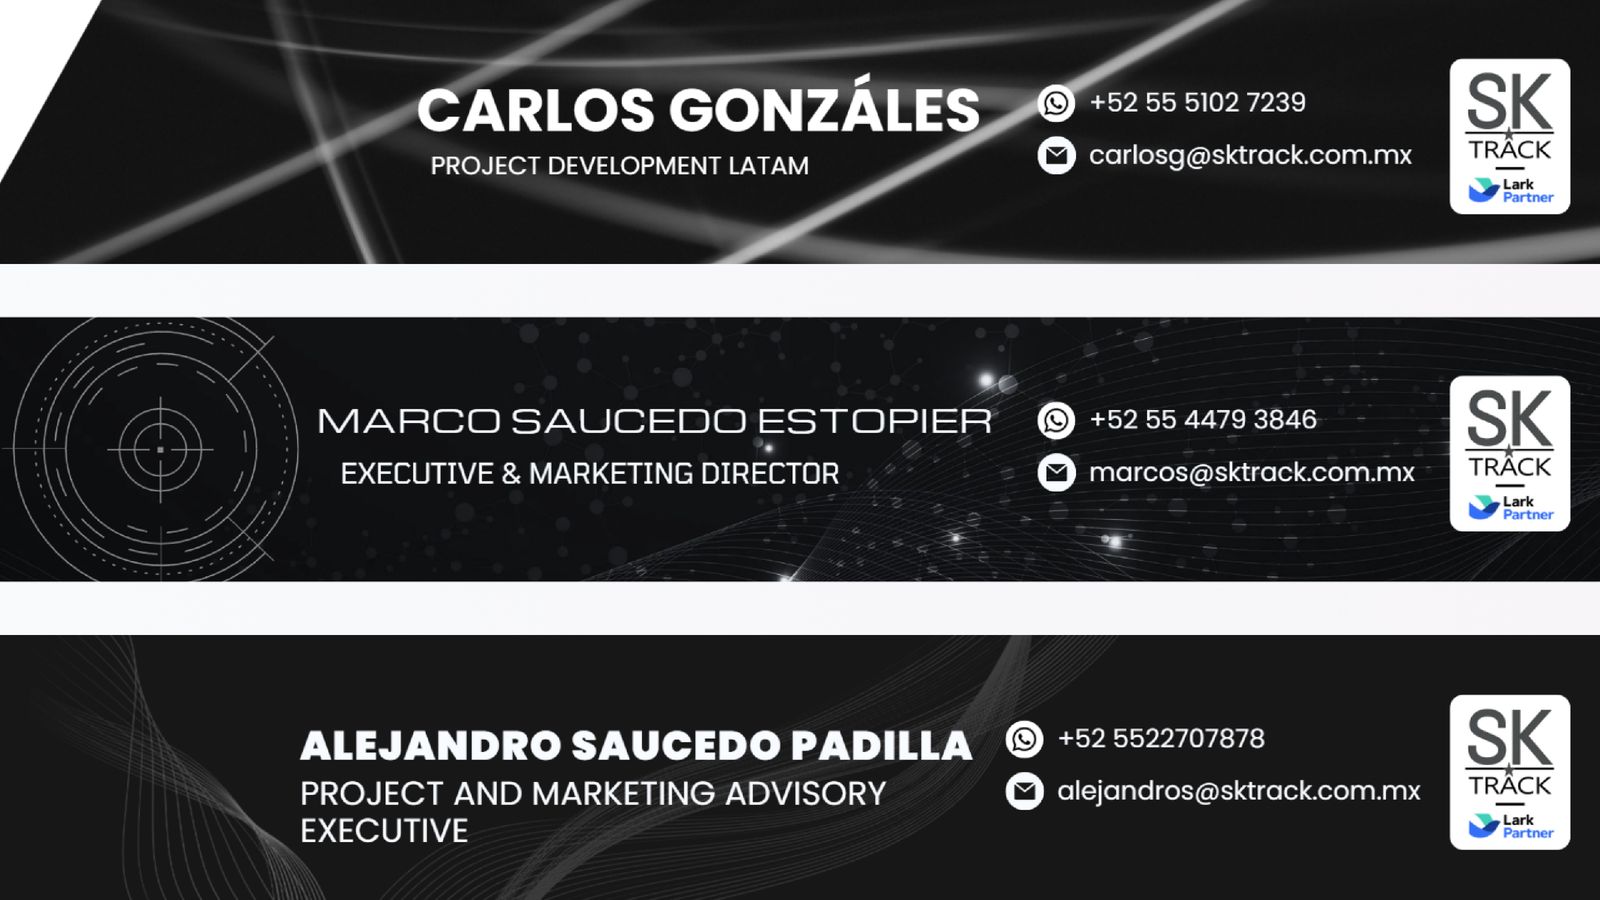 CARLOS GONZÁLES
PROJECT DEVELOPMENT LATAM
+52 55 5102 7239
carlosg@sktrack.com.mx
SK
TRACK
Lark
Partner
MARCO SAUCEDO ESTOPIER
EXECUTIVE & MARKETING DIRECTOR
+52 55 4479 3846
marcos@sktrack.com.mx
SK
TRACK
Lark
Partner
ALEJANDRO SAUCEDO PADILLA
PROJECT AND MARKETING ADVISORY
EXECUTIVE
+52 5522707878
alejandros@sktrack.com.mx
SK
TRACK
Lark
Partner